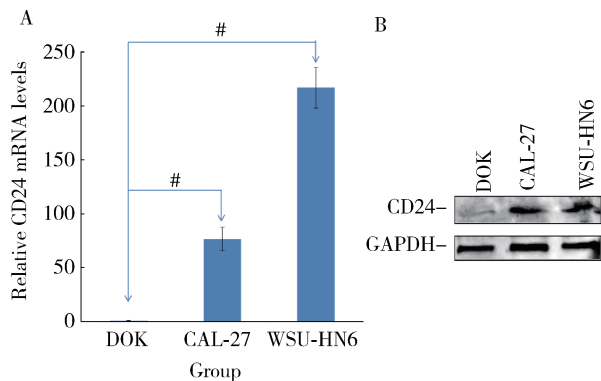 A
Relative CD24 mRNA levels
250
200
150
100
50
0
#
#
DOK CAL-27 WSU-HN6
Group
B
DOK
CAL-27
WSU-HN6
CD24–
GAPDH–